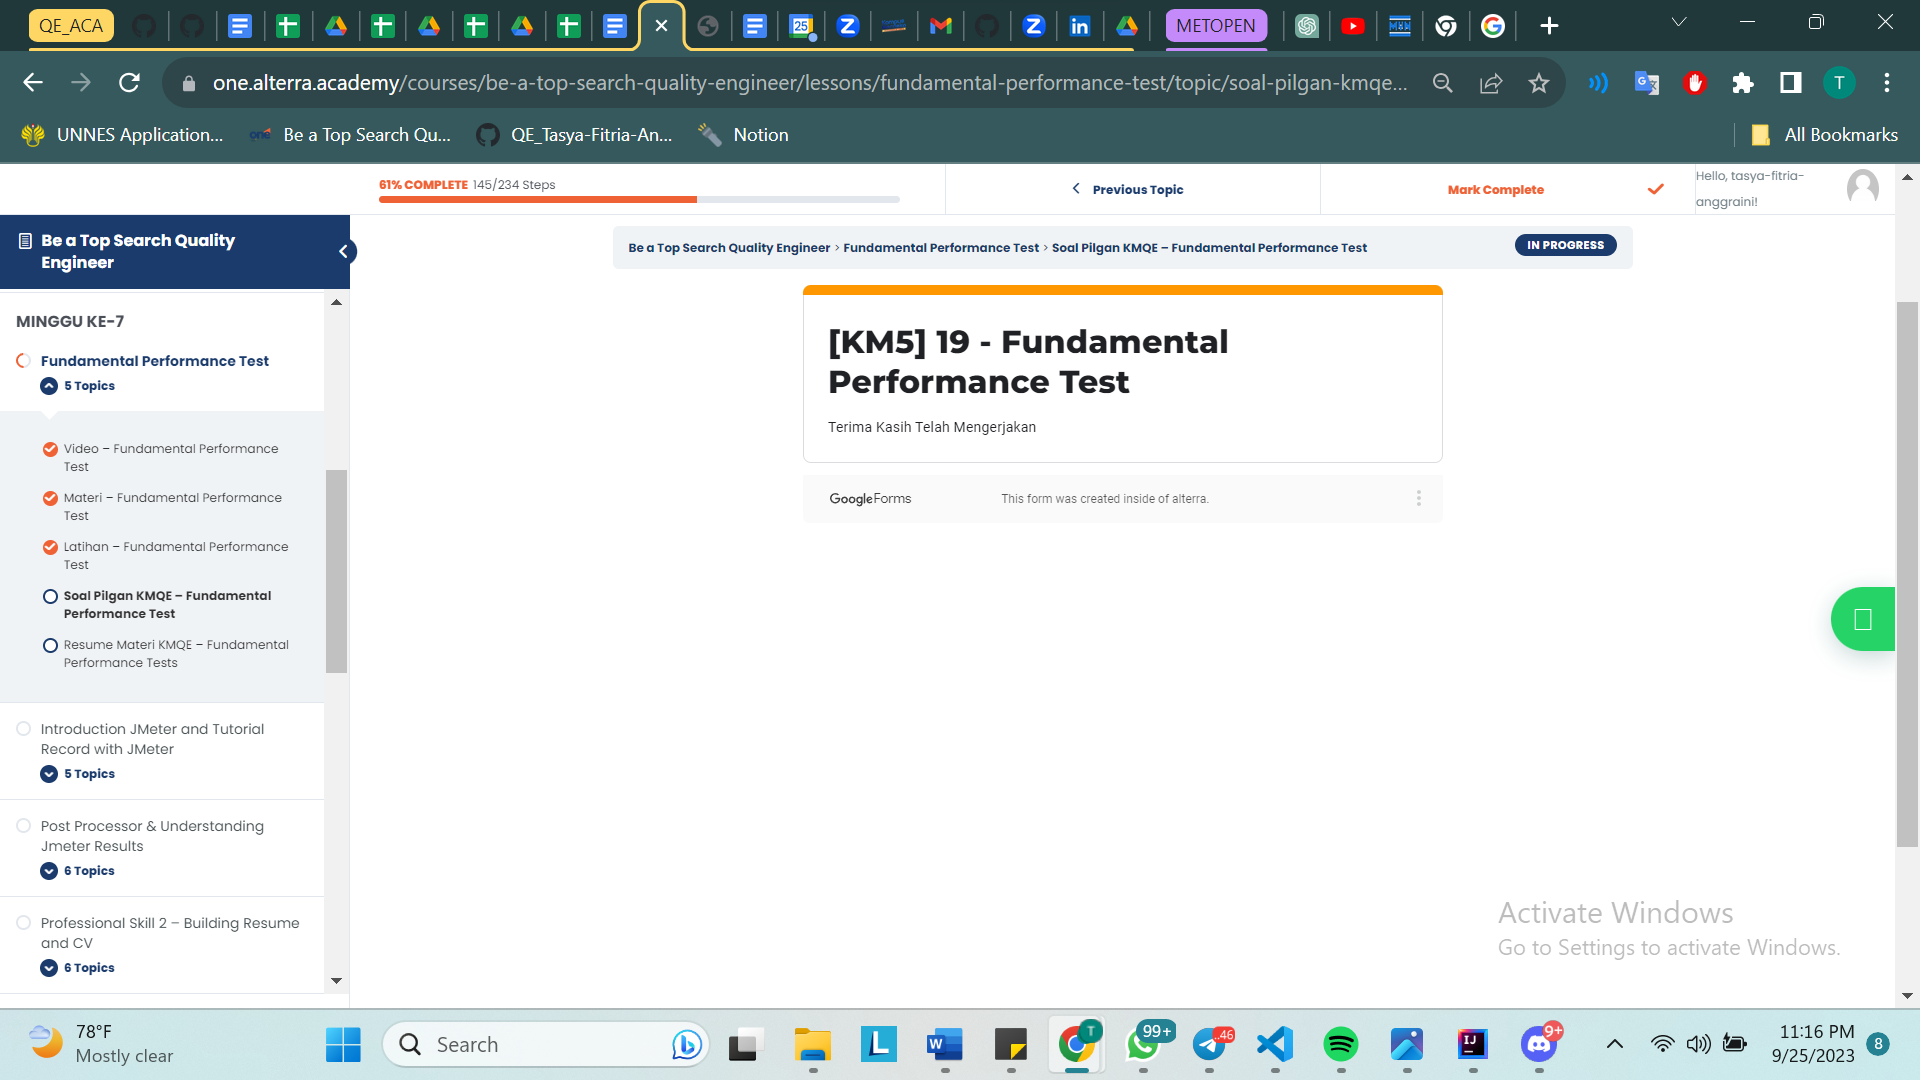 QE_ACA
METOPEN
one.alterra.academy/courses/be-a-top-search-quality-engineer/lessons/fundamental-performance-test/topic/soal-pilgan-kmqe...
T
UNNES Application...
Be a Top Search Qu...
QE_Tasya-Fitria-An...
Notion
All Bookmarks
61% COMPLETE 145/234 Steps
Previous Topic
Mark Complete
Hello, tasya-fitria-
anggraini!
Be a Top Search Quality
Engineer
Be a Top Search Quality Engineer › Fundamental Performance Test › Soal Pilgan KMQE – Fundamental Performance Test
IN PROGRESS
MINGGU KE-7
Fundamental Performance Test
5 Topics
Video – Fundamental Performance
Test
Materi – Fundamental Performance
Test
Latihan – Fundamental Performance
Test
Soal Pilgan KMQE – Fundamental
Performance Test
Resume Materi KMQE – Fundamental
Performance Tests
Introduction JMeter and Tutorial
Record with JMeter
5 Topics
Post Processor & Understanding
Jmeter Results
6 Topics
Professional Skill 2 – Building Resume
and CV
6 Topics
[KM5] 19 - Fundamental
Performance Test
Terima Kasih Telah Mengerjakan
Google Forms
This form was created inside of alterra.
Activate Windows
Go to Settings to activate Windows.
78°F
Mostly clear
Search
99+
..46
9+
11:16 PM
9/25/2023
8